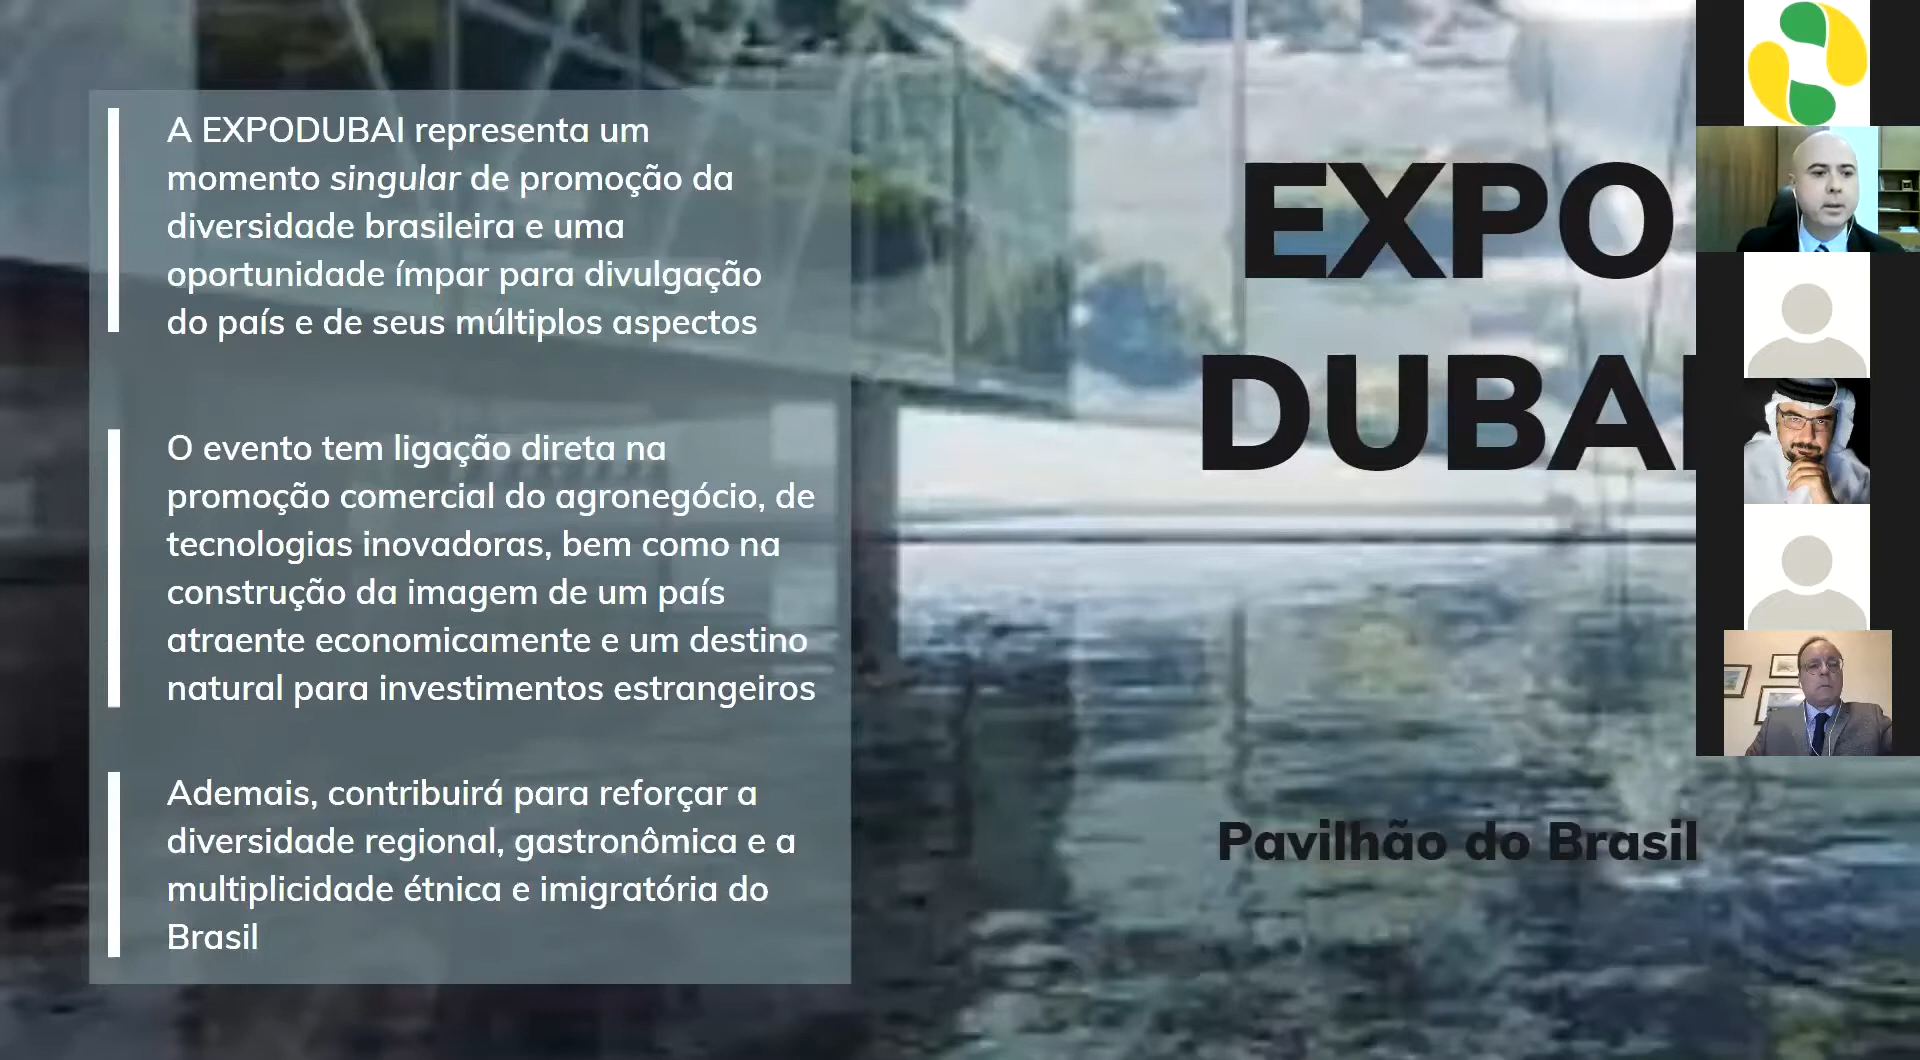 A EXPODUBAI representa um
momento singular de promoção da
diversidade brasileira e uma
oportunidade ímpar para divulgação
do país e de seus múltiplos aspectos
O evento tem ligação direta na
promoção comercial do agronegócio, de
tecnologias inovadoras, bem como na
construção da imagem de um país
atraente economicamente e um destino
natural para investimentos estrangeiros
Ademais, contribuirá para reforçar a
diversidade regional, gastronômica e a
multiplicidade étnica e imigratória do
Brasil
EXPO
DUBAI
Pavilhão do Brasil